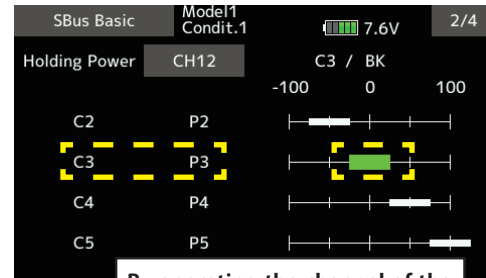 SBus Basic Model1 Condit.1 7.6V 2/4
Holding Power CH12 C3 / BK
-100 0 100
C2 P2
C3 P3
C4 P4
C5 P5